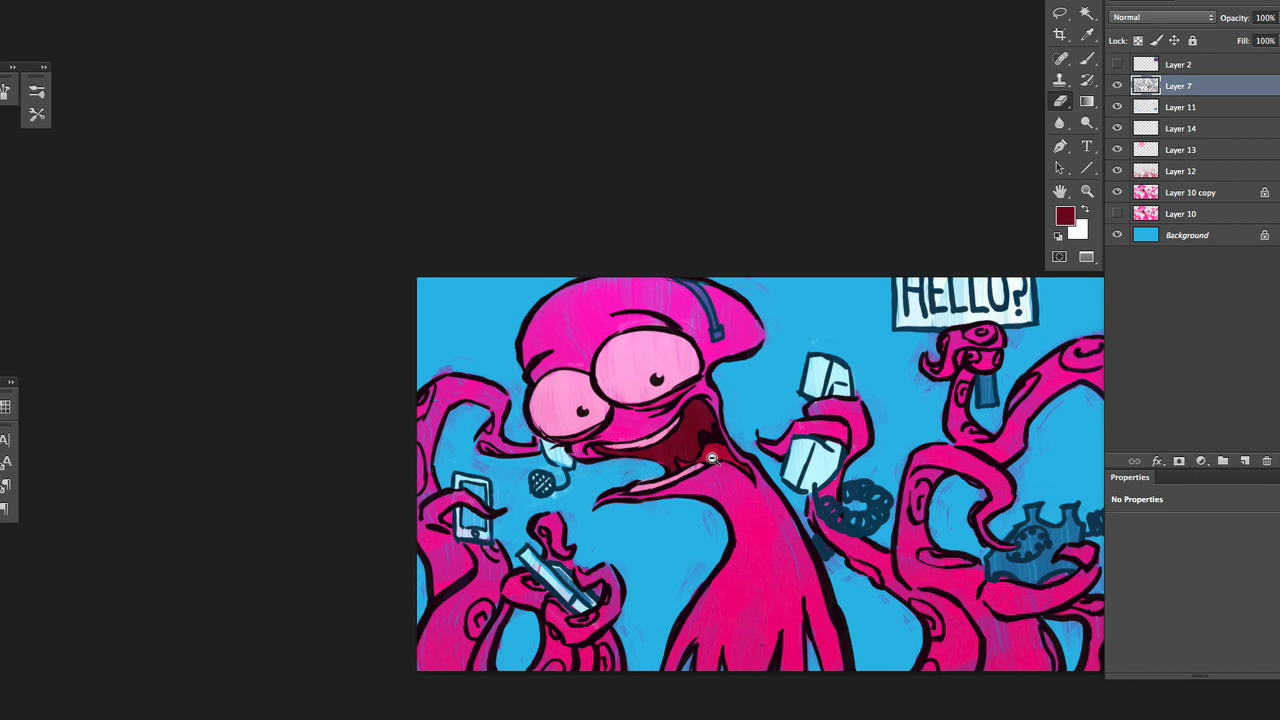 Normal
Opacity: 100%
Lock:
Fill: 100%
Layer 2
Layer 7
Layer 11
Layer 14
Layer 13
Layer 12
Layer 10 copy
Layer 10
Background
HELLO?
Properties
No Properties